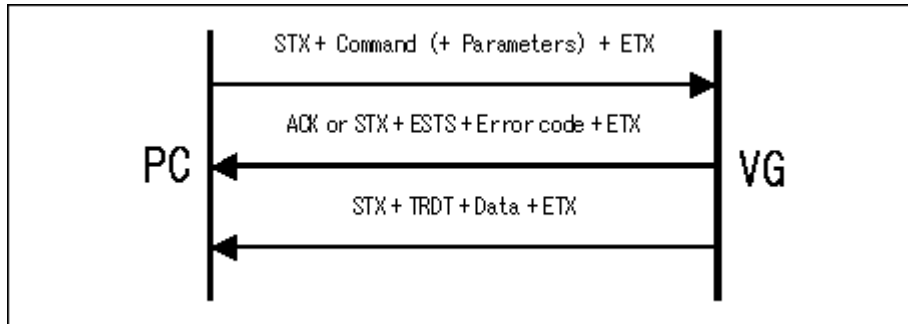 STX + Command (+ Parameters) + ETX
ACK or STX + ESTS + Error code + ETX
PC
VG
STX + TRDT + Data + ETX